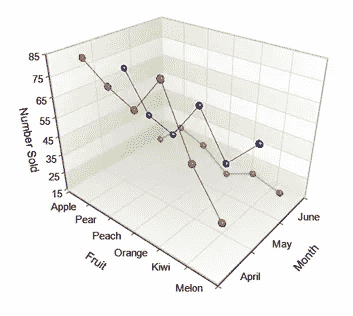 85
75
65
55
45
35
25
15
Number Sold
Apple
Pear
Peach
Orange
Kiwi
Melon
Fruit
April
May
June
Month